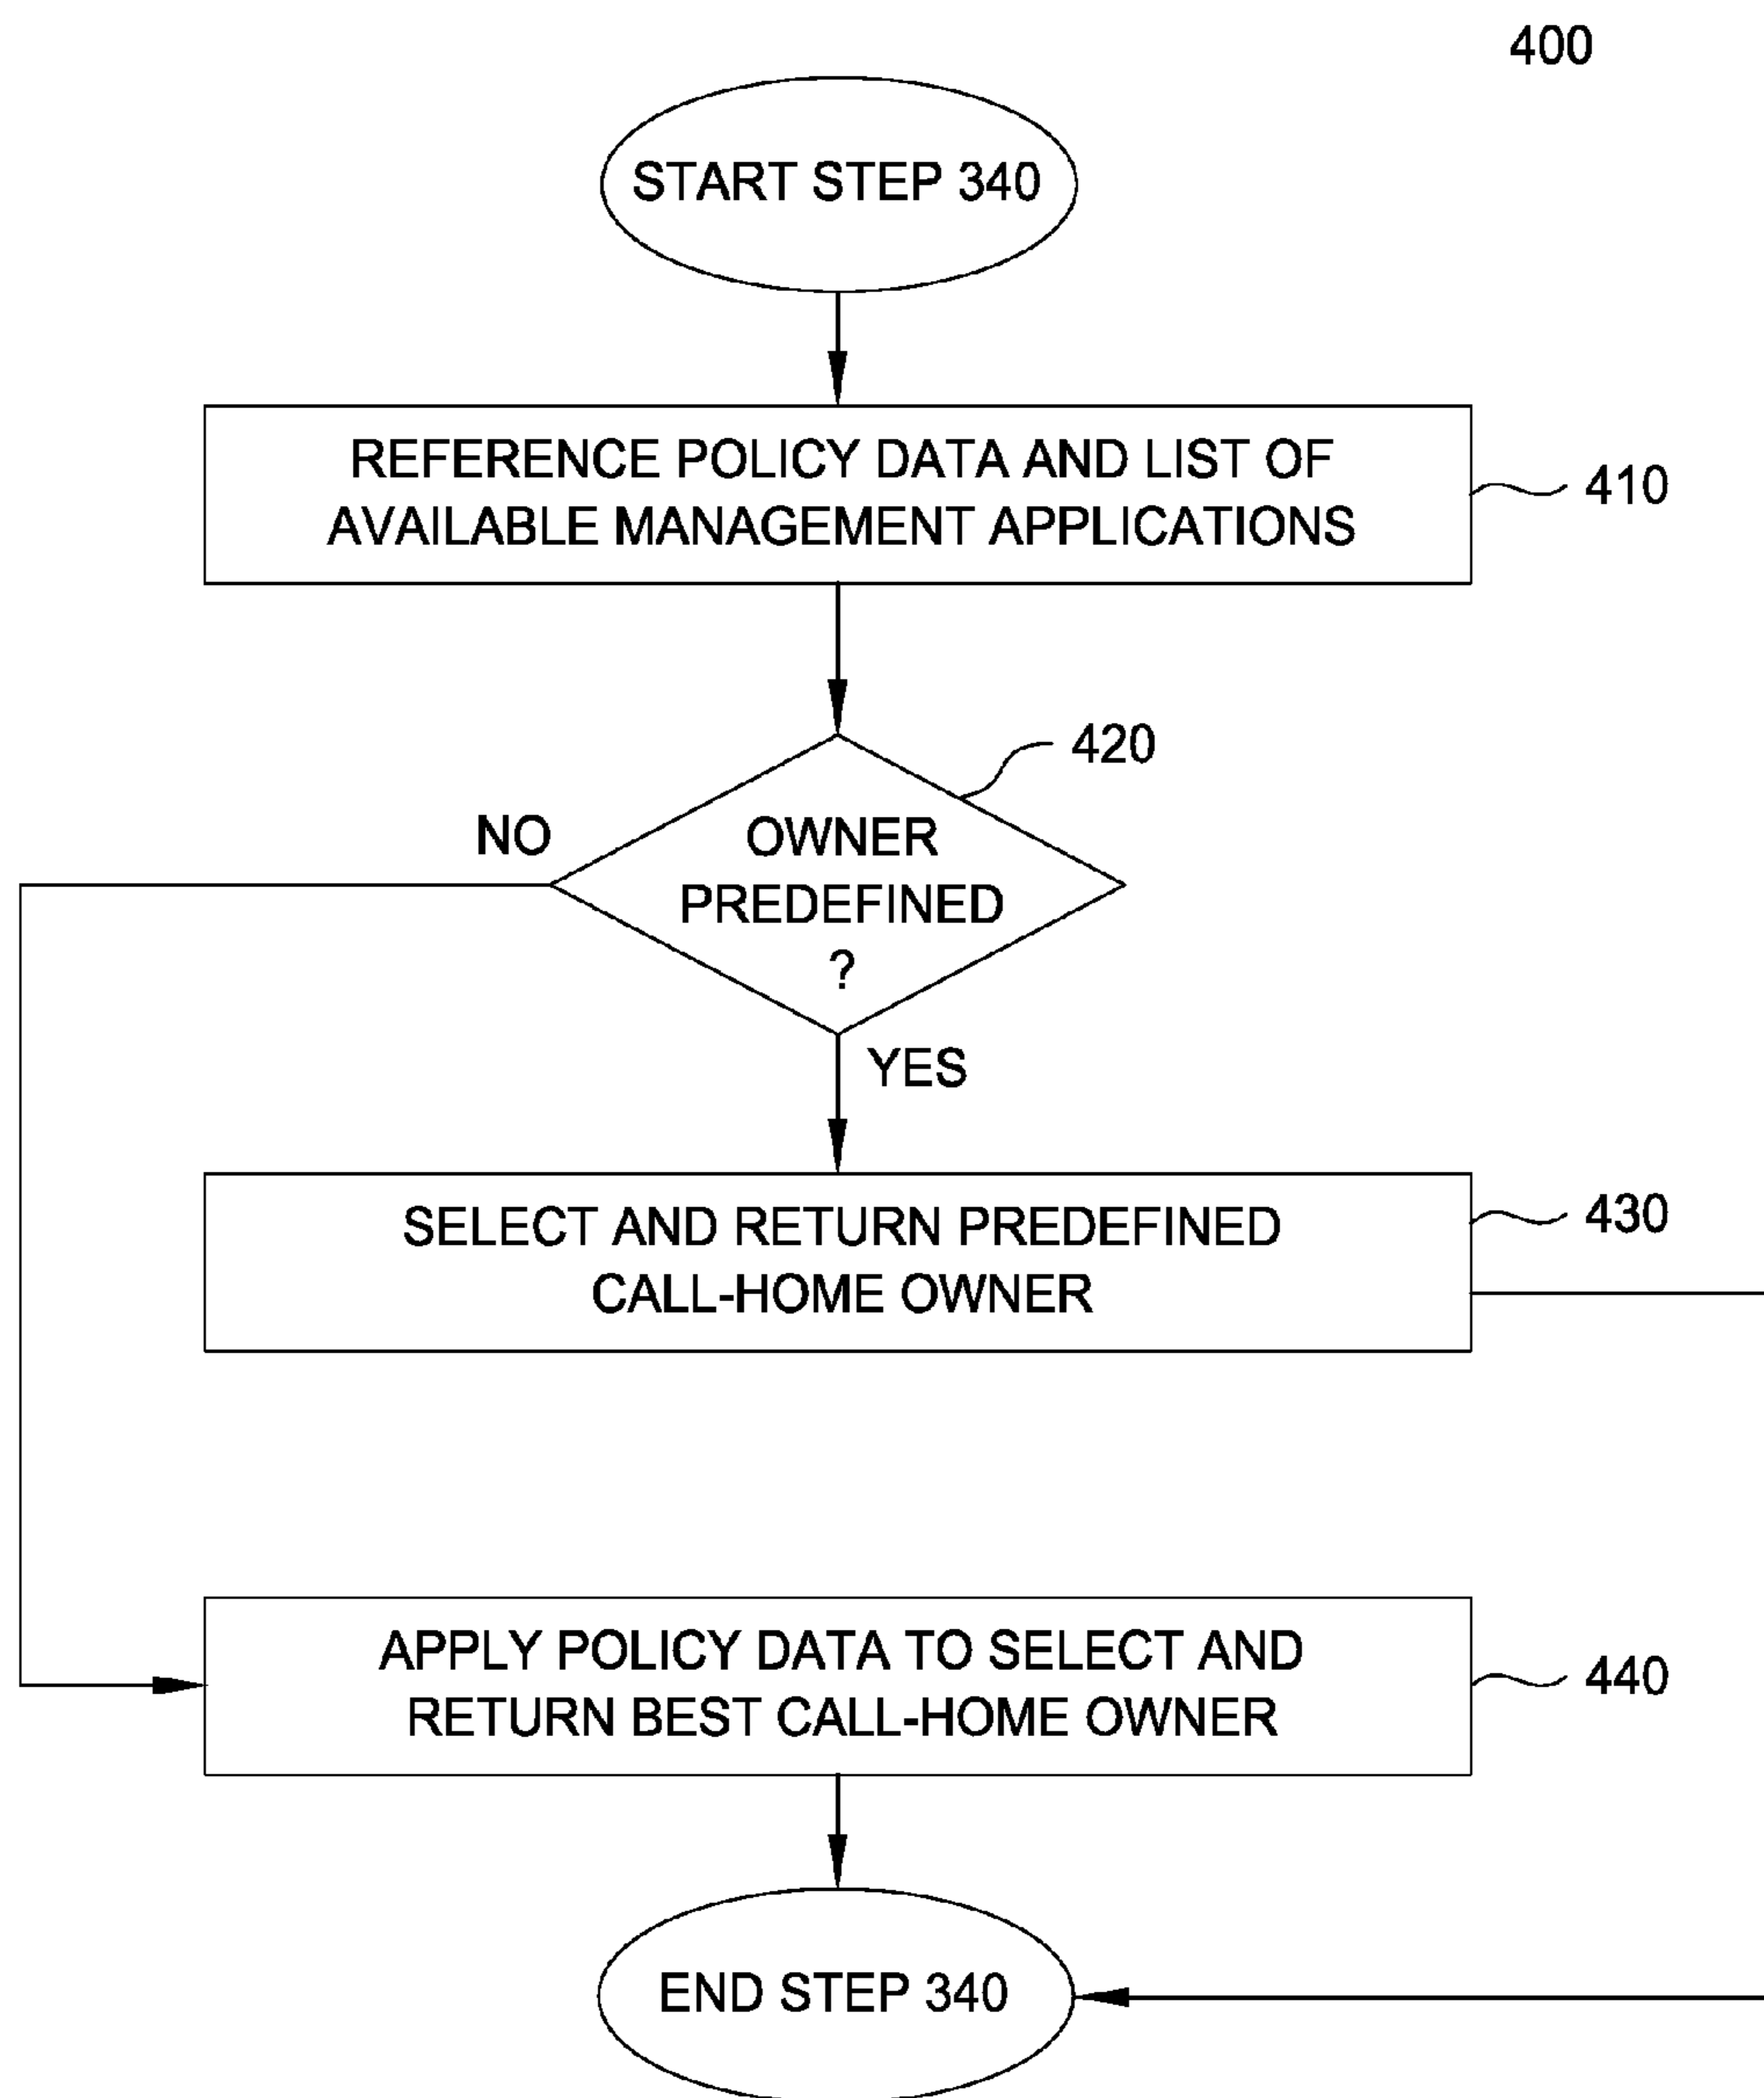 400
START STEP 340
REFERENCE POLICY DATA AND LIST OF
AVAILABLE MANAGEMENT APPLICATIONS
410
420
NO
OWNER
PREDEFINED
?
YES
SELECT AND RETURN PREDEFINED
CALL-HOME OWNER
430
APPLY POLICY DATA TO SELECT AND
RETURN BEST CALL-HOME OWNER
440
END STEP 340